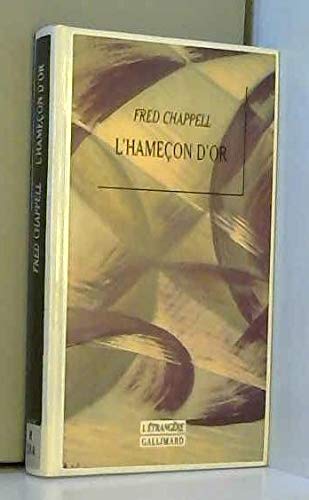 FRED CHAPPELL
L'HAMEÇON D'OR
L'ÉTRANGÈRE
GALLIMARD
FRED CHAPPELL L'HAMEÇON D'OR
R